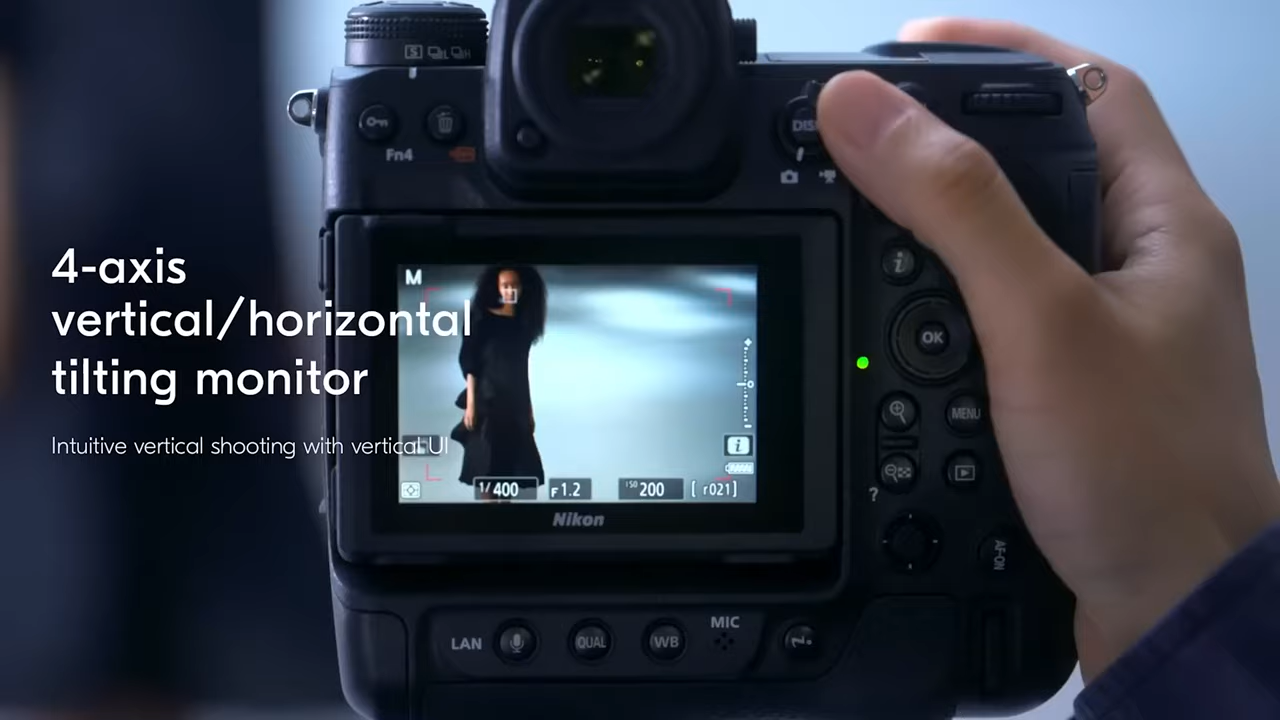 S L H
Fn4
DIS
4-axis
vertical/horizontal
tilting monitor
Intuitive vertical shooting with vertical UI
M
i
OK
MENU
i
1/400 F1.2 ISO 200 [r021]
?
Nikon
AF-ON
LAN QUAL WB MIC